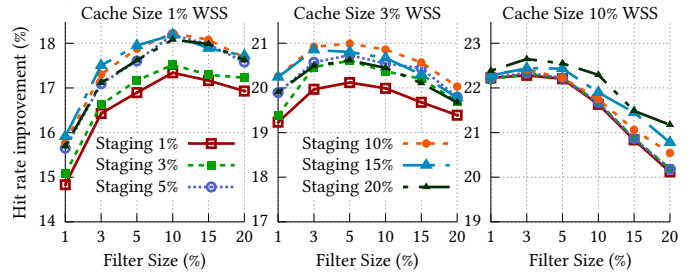 Cache Size 1% WSS
Cache Size 3% WSS
Cache Size 10% WSS
Hit rate improvement (%)
18
17
16
15
14
21
20
19
18
17
23
22
21
20
19
Staging 1%
Staging 3%
Staging 5%
Staging 10%
Staging 15%
Staging 20%
1 3 5 10 15 20
1 3 5 10 15 20
1 3 5 10 15 20
Filter Size (%)
Filter Size (%)
Filter Size (%)